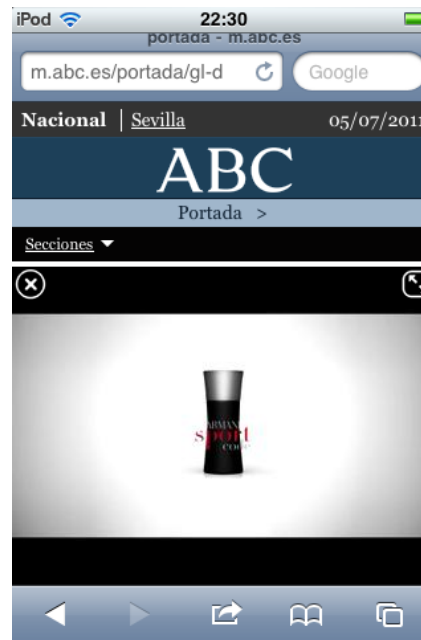 iPod 22:30
portada - m.abc.es
m.abc.es/portada/gl-d Google
Nacional | Sevilla 05/07/2011
ABC
Portada >
Secciones
ARMANI
sport
code